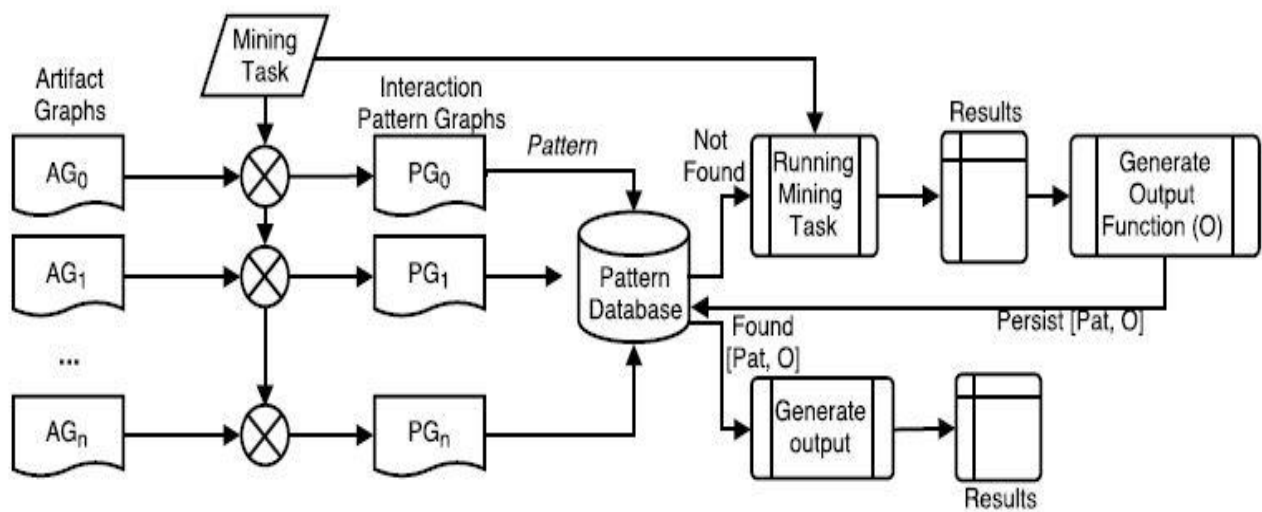 Mining
Task
Artifact
Graphs
Interaction
Pattern Graphs
AG0
PG0
Pattern
Not
Found
Running
Mining
Task
Results
Generate
Output
Function (O)
AG1
PG1
Pattern
Database
Persist [Pat, O]
Found
[Pat, O]
...
AGn
PGn
Generate
output
Results